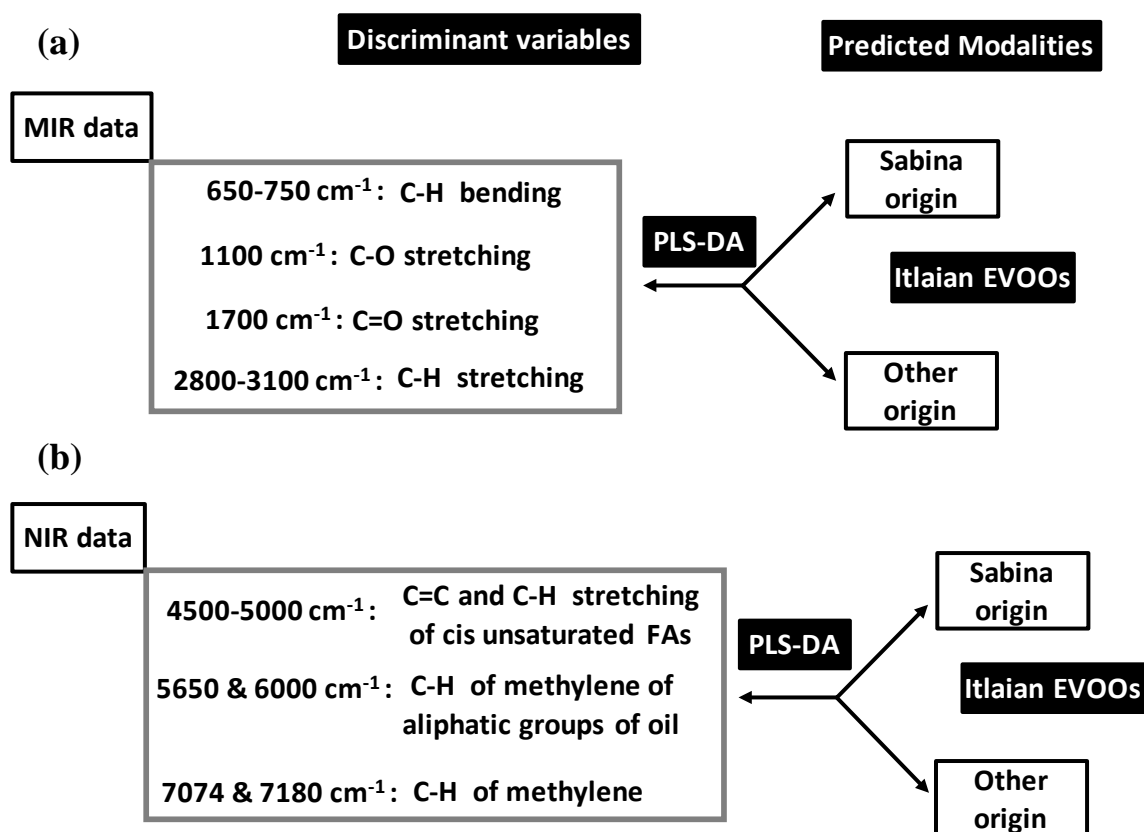 (a)
Discriminant variables
Predicted Modalities
MIR data
650-750 cm⁻¹ : C-H bending
1100 cm⁻¹ : C-O stretching
1700 cm⁻¹ : C=O stretching
2800-3100 cm⁻¹ : C-H stretching
PLS-DA
Sabina
origin
Itlaian EVOOs
Other
origin
(b)
NIR data
4500-5000 cm⁻¹ : C=C and C-H stretching
of cis unsaturated FAs
5650 & 6000 cm⁻¹ : C-H of methylene of
aliphatic groups of oil
7074 & 7180 cm⁻¹ : C-H of methylene
PLS-DA
Sabina
origin
Itlaian EVOOs
Other
origin